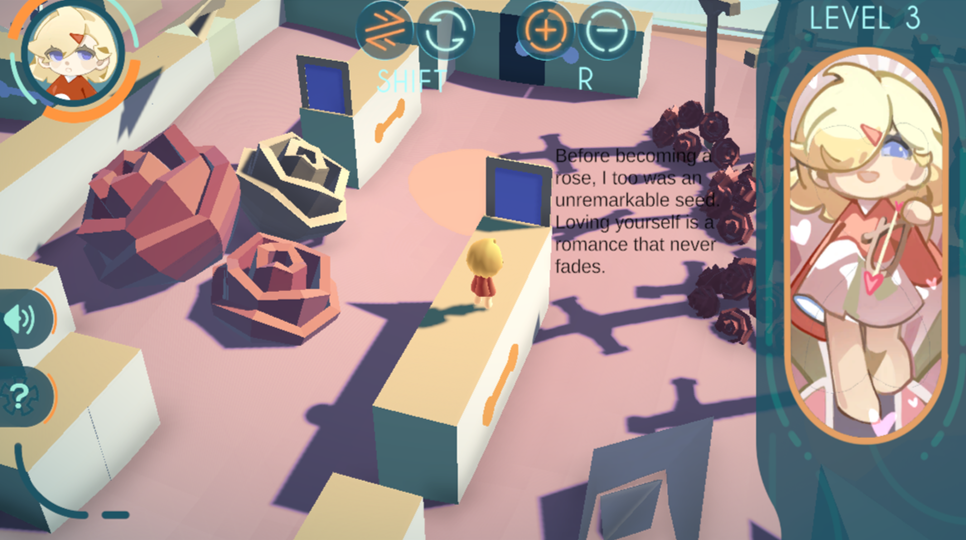 LEVEL 3
SHIFT
R
Before becoming a
rose, I too was an
unremarkable seed.
Loving yourself is a
romance that never
fades.
?